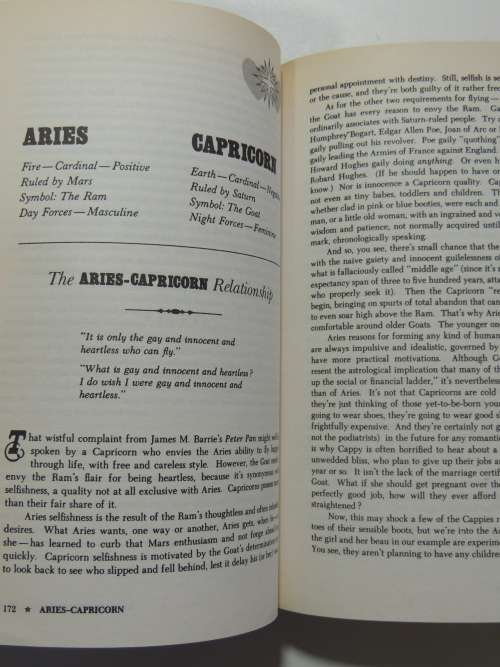 ARIES
Fire—Cardinal—Positive
Ruled by Mars
Symbol: The Ram
Day Forces—Masculine
CAPRICORN
Earth—Cardinal—Negative
Ruled by Saturn
Symbol: The Goat
Night Forces—Feminine
The ARIES-CAPRICORN Relationship
"It is only the gay and innocent and
heartless who can fly."
"What is gay and innocent and heartless?
I do wish I were gay and innocent and
heartless."
That wistful complaint from James M. Barrie's Peter Pan might well
spoken by a Capricorn who envies the Aries ability to fly
through life, with free and careless style. However, the Goat
envy the Ram's flair for being heartless, because it's synonymous
selfishness, a quality not at all exclusive with Aries. Capricorns possess
than their fair share of it.
Aries selfishness is the result of the Ram's thoughtless and often
desires. What Aries wants, one way or another, Aries gets, when he—
she—has learned to curb that Mars enthusiasm and not forge
quickly. Capricorn selfishness is motivated by the Goat's determination
to look back to see who slipped and fell behind, lest it delay his (or her)
172 ★ ARIES-CAPRICORN
personal appointment with destiny. Still, selfish is
or the cause, and they're both guilty of it rather
As for the other two requirements for flying—
the Goat has every reason to envy the Ram.
ordinarily associates with Saturn-ruled people. Try
Humphrey Bogart, Edgar Allen Poe, Joan of Arc or
gaily pulling out his revolver. Poe gaily "quothing"
gaily leading the Armies of France against England.
Howard Hughes gaily doing anything. Or even
Robard Hughes. (If he should happen to have
know.) Nor is innocence a Capricorn quality.
not even as tiny babes, toddlers and children.
whether clad in pink or blue booties, were each and
man, or a little old woman, with an ingrained and
wisdom and patience, not normally acquired until
mark, chronologically speaking.
And so, you see, there's small chance that the
with the naive gaiety and innocent guilelessness of
what is fallaciously called "middle age" (since it's
expectancy span of three to five hundred years,
who properly seek it). Then the Capricorn
begin, bringing on spurts of total abandon that can
to even soar high above the Ram. That's why Aries
comfortable around older Goats. The younger
Aries reasons for forming any kind of human
are always impulsive and idealistic, governed by
have more practical motivations. Although
resent the astrological implication that many of
up the social or financial ladder," it's nevertheless
than of Aries. It's not that Capricorns are cold
they're just thinking of those yet-to-be-born
going to wear shoes, they're going to wear good
frightfully expensive. And they're certainly not
not the podiatrists) in the future for any romantic
is why Cappy is often horrified to hear about a
unwedded bliss, who plan to give up their jobs
year or so. It isn't the lack of the marriage
Goat. What if she should get pregnant over the
perfectly good job, how will they ever afford
straight?
Now, this may shock a few of the Cappies
toes of their sensible boots, but we're into the
the girl and her beau in our example are
You see, they aren't planning to have any children